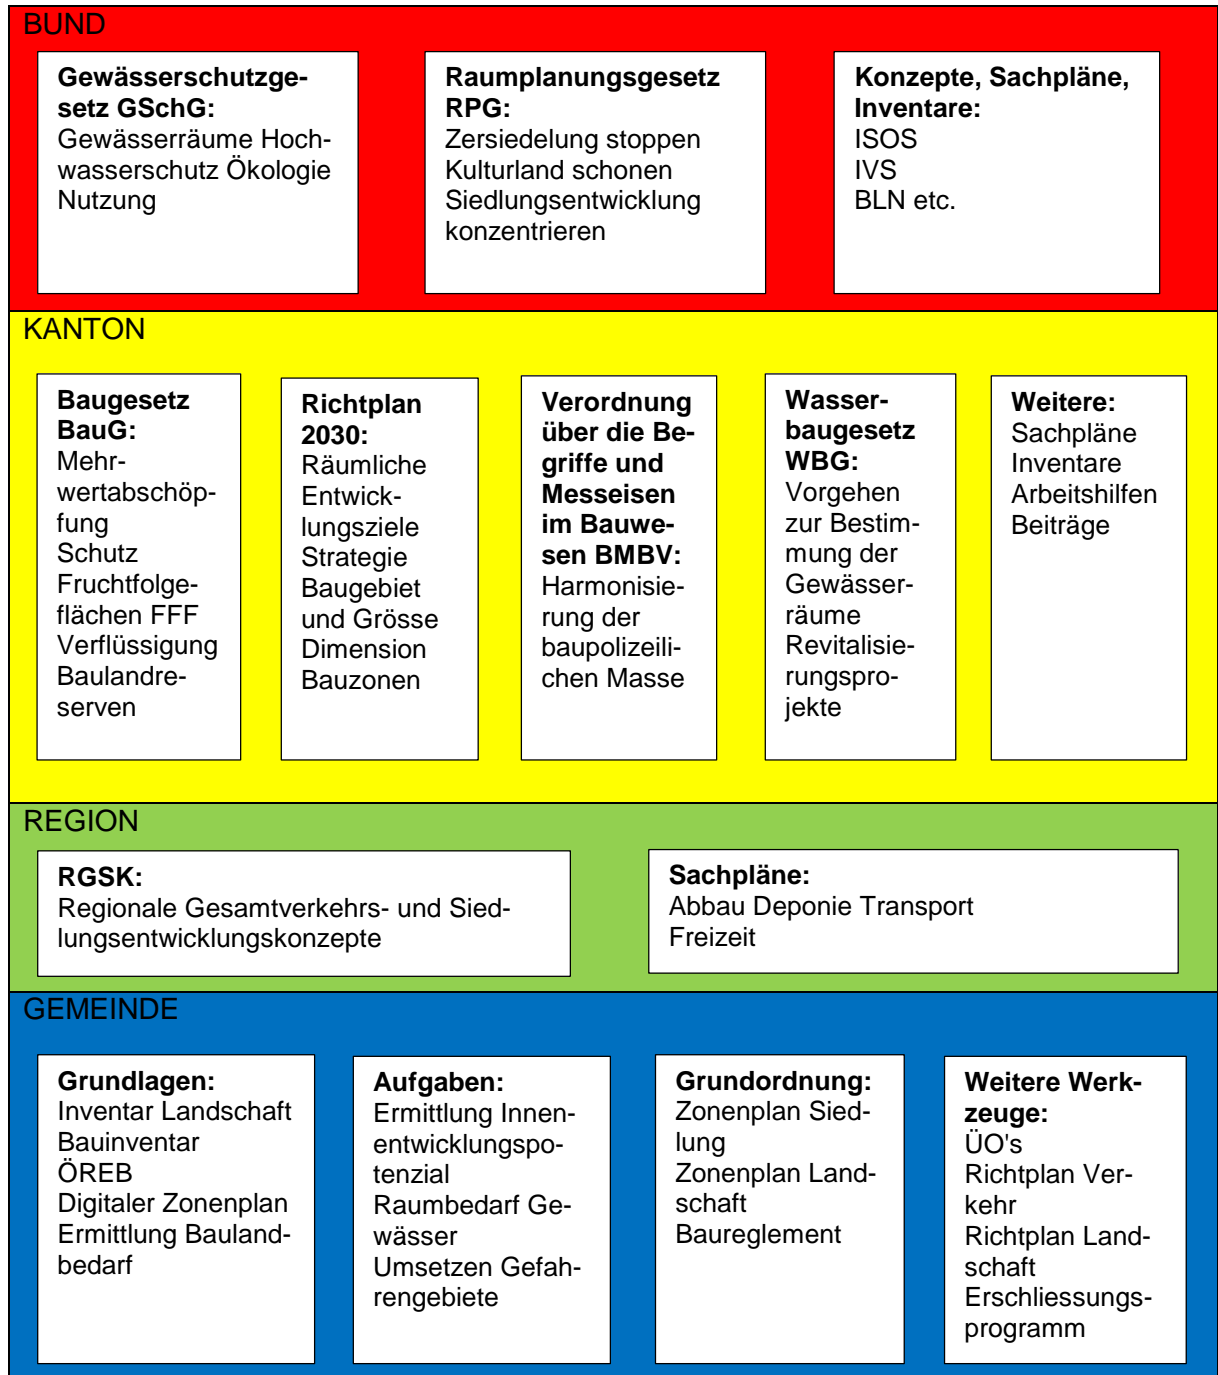 BUND
Gewässerschutzge-
setz GSchG:
Gewässerräume Hoch-
wasserschutz Ökologie
Nutzung
Raumplanungsgesetz
RPG:
Zersiedelung stoppen
Kulturland schonen
Siedlungsentwicklung
konzentrieren
Konzepte, Sachpläne,
Inventare:
ISOS
IVS
BLN etc.
KANTON
Baugesetz
BauG:
Mehr-
wertabschöp-
fung
Schutz
Fruchtfolge-
flächen FFF
Verflüssigung
Baulandre-
serven
Richtplan
2030:
Räumliche
Entwick-
lungsziele
Strategie
Baugebiet
und Grösse
Dimension
Bauzonen
Verordnung
über die Be-
griffe und
Messeisen
im Bauwe-
sen BMBV:
Harmonisie-
rung der
baupolizeili-
chen Masse
Wasser-
baugesetz
WBG:
Vorgehen
zur Bestim-
mung der
Gewässer-
räume
Revitalisie-
rungspro-
jekte
Weitere:
Sachpläne
Inventare
Arbeitshilfen
Beiträge
REGION
RGSK:
Regionale Gesamtverkehrs- und Sied-
lungsentwicklungskonzepte
Sachpläne:
Abbau Deponie Transport
Freizeit
GEMEINDE
Grundlagen:
Inventar Landschaft
Bauinventar
ÖREB
Digitaler Zonenplan
Ermittlung Bauland-
bedarf
Aufgaben:
Ermittlung Innen-
entwicklungspo-
tenzial
Raumbedarf Ge-
wässer
Umsetzen Gefah-
rengebiete
Grundordnung:
Zonenplan Sied-
lung
Zonenplan Land-
schaft
Baureglement
Weitere Werk-
zeuge:
ÜO's
Richtplan Ver-
kehr
Richtplan Land-
schaft
Erschliessungs-
programm